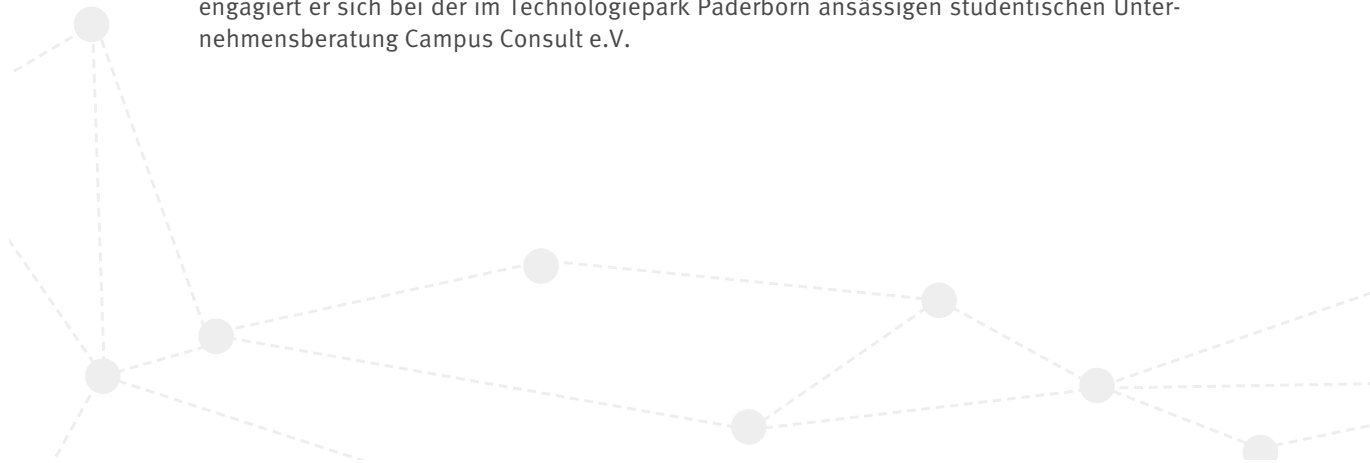 engagiert er sich bei der im Technologiepark Paderborn ansässigen studentischen Unter-
nehmensberatung Campus Consult e.V.